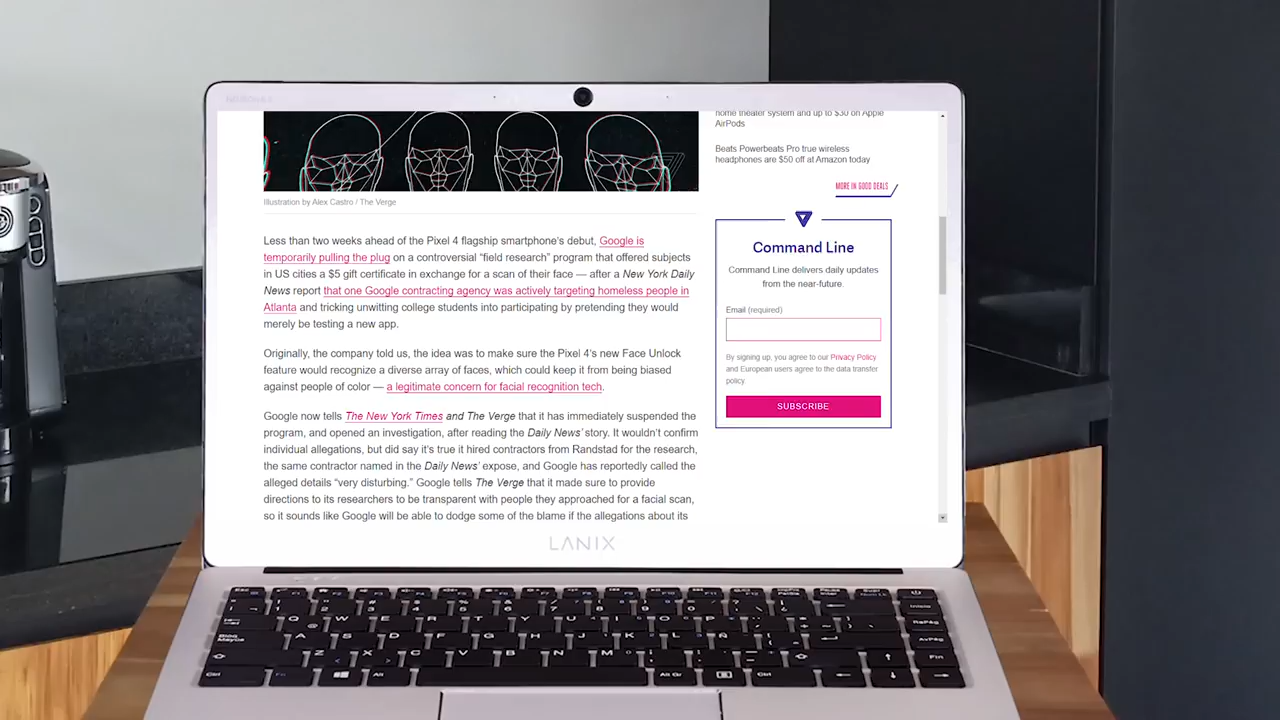 home theater system and up to $30 on Apple
AirPods
Beats Powerbeats Pro true wireless
headphones are $50 off at Amazon today
MORE IN GOOD DEALS
Illustration by Alex Castro / The Verge
Less than two weeks ahead of the Pixel 4 flagship smartphone's debut, Google is
temporarily pulling the plug on a controversial “field research” program that offered subjects
in US cities a $5 gift certificate in exchange for a scan of their face — after a New York Daily
News report that one Google contracting agency was actively targeting homeless people in
Atlanta and tricking unwitting college students into participating by pretending they would
merely be testing a new app.
Originally, the company told us, the idea was to make sure the Pixel 4's new Face Unlock
feature would recognize a diverse array of faces, which could keep it from being biased
against people of color — a legitimate concern for facial recognition tech.
Google now tells The New York Times and The Verge that it has immediately suspended the
program, and opened an investigation, after reading the Daily News’ story. It wouldn’t confirm
individual allegations, but did say it’s true it hired contractors from Randstad for the research,
the same contractor named in the Daily News’ expose, and Google has reportedly called the
alleged details “very disturbing.” Google tells The Verge that it made sure to provide
directions to its researchers to be transparent with people they approached for a facial scan,
so it sounds like Google will be able to dodge some of the blame if the allegations about its
Command Line
Command Line delivers daily updates
from the near-future.
Email (required)
By signing up, you agree to our Privacy Policy
and European users agree to the data transfer
policy
SUBSCRIBE
LANIX
Q W E R T Y U I O P
Bloq Mayus A S D F G H J K L Ñ
Z X C V B N M
Ctrl Fn Alt Alt Gr Ctrl
Inicio
RePág
AvPág
Fin